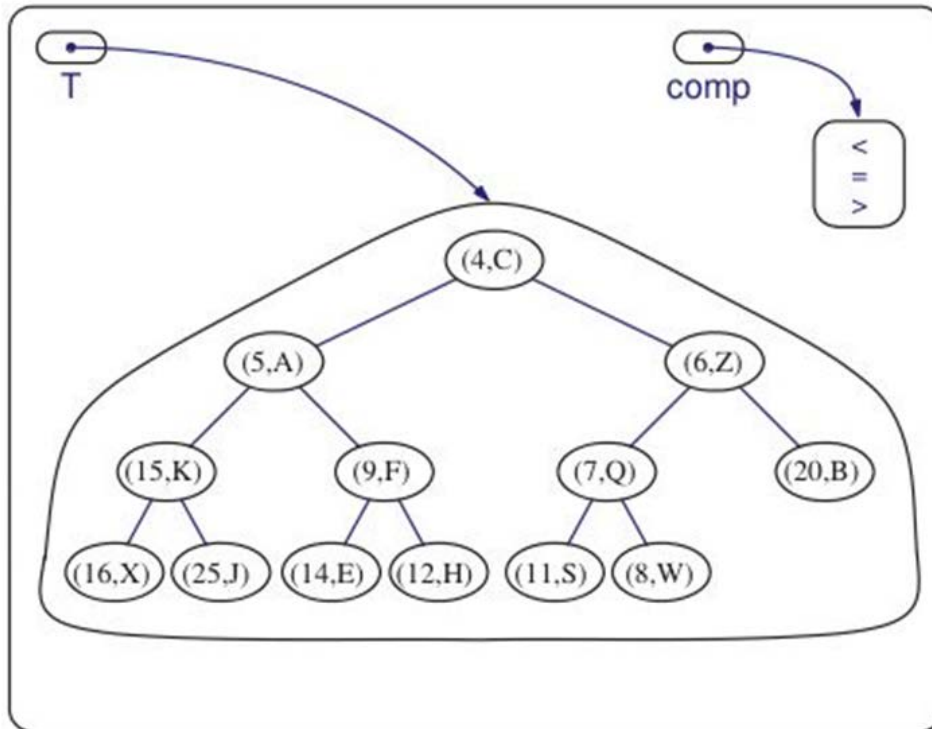 T
comp
<
=
>
(4,C)
(5,A) (6,Z)
(15,K) (9,F) (7,Q) (20,B)
(16,X) (25,J) (14,E) (12,H) (11,S) (8,W)